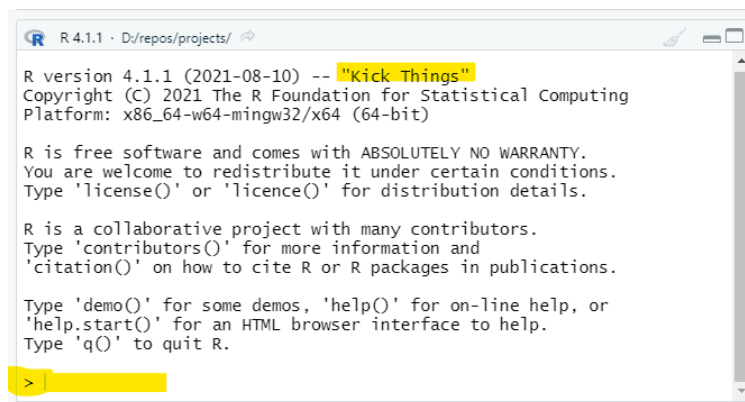 R 4.1.1 · D:/repos/projects/
R version 4.1.1 (2021-08-10) -- "Kick Things"
Copyright (C) 2021 The R Foundation for Statistical Computing
Platform: x86_64-w64-mingw32/x64 (64-bit)
R is free software and comes with ABSOLUTELY NO WARRANTY.
You are welcome to redistribute it under certain conditions.
Type 'license()' or 'licence()' for distribution details.
R is a collaborative project with many contributors.
Type 'contributors()' for more information and
'citation()' on how to cite R or R packages in publications.
Type 'demo()' for some demos, 'help()' for on-line help, or
'help.start()' for an HTML browser interface to help.
Type 'q()' to quit R.
>